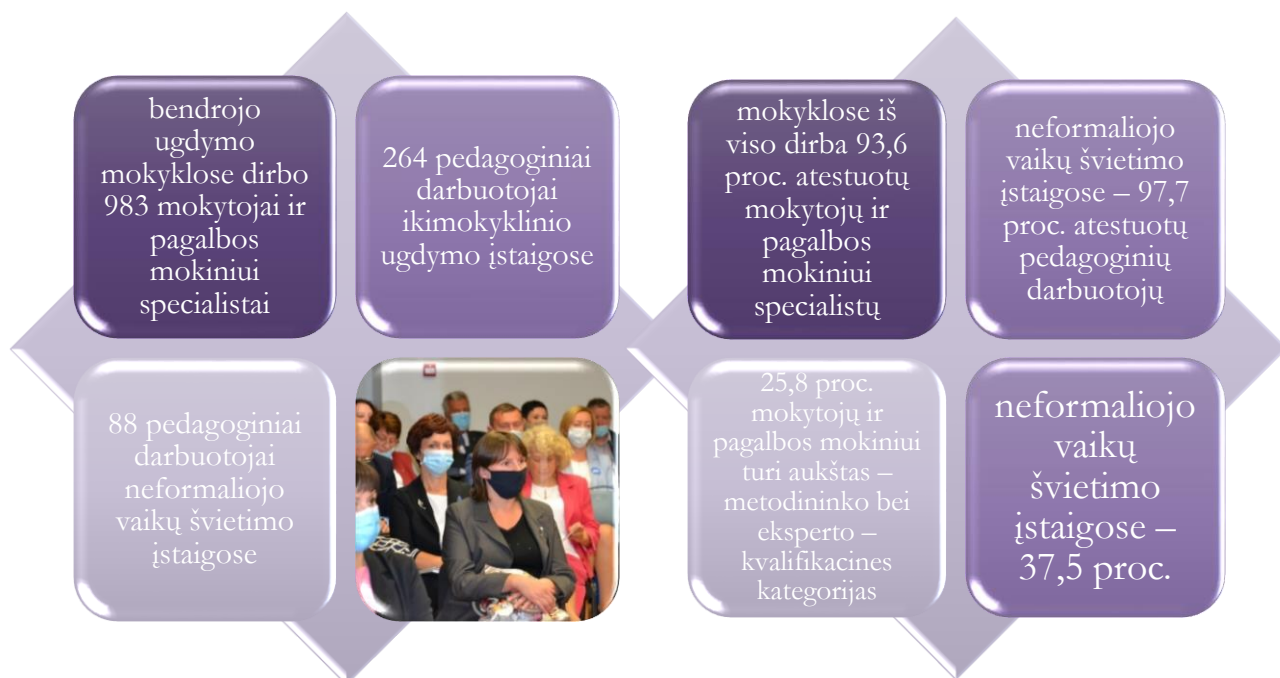 bendrojo
ugdymo
mokyklose dirbo
983 mokytojai ir
pagalbos
mokiniui
specialistai
264 pedagoginiai
darbuotojai
ikimokyklinio
ugdymo įstaigose
88 pedagoginiai
darbuotojai
neformaliojo
vaikų švietimo
įstaigose
mokyklose iš
viso dirba 93,6
proc. atestuotų
mokytojų ir
pagalbos
mokiniui
specialistų
neformaliojo
vaikų švietimo
įstaigose – 97,7
proc. atestuotų
pedagoginių
darbuotojų
25,8 proc.
mokytojų ir
pagalbos mokiniui
turi aukštas –
metodininko bei
eksperto –
kvalifikacines
kategorijas
neformaliojo
vaikų
švietimo
įstaigose –
37,5 proc.